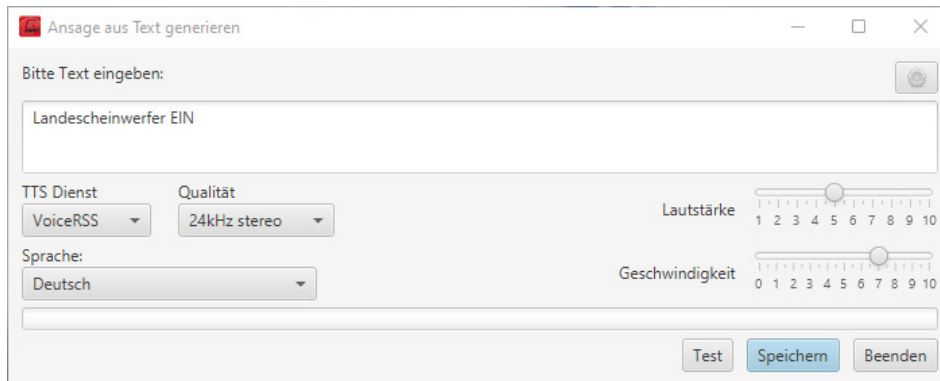 Ansage aus Text generieren
Bitte Text eingeben:
Landescheinwerfer EIN
TTS Dienst Qualität
VoiceRSS 24kHz stereo
Lautstärke
1 2 3 4 5 6 7 8 9 10
Sprache:
Deutsch
Geschwindigkeit
0 1 2 3 4 5 6 7 8 9 10
Test Speichern Beenden